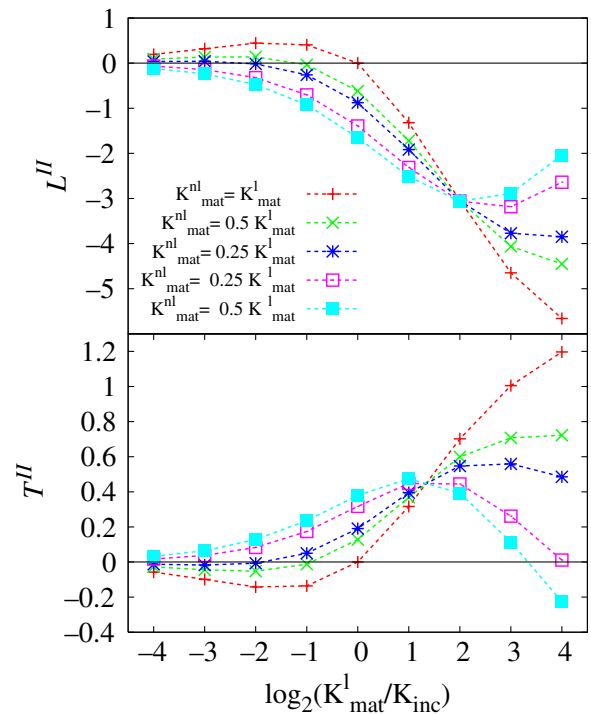 1
0
−1
−2
−3
−4
−5
L^II
K^nl_mat= K^l_mat
K^nl_mat= 0.5 K^l_mat
K^nl_mat= 0.25 K^l_mat
K^nl_mat= 0.25 K^l_mat
K^nl_mat= 0.5 K^l_mat
1.2
1
0.8
0.6
0.4
0.2
0
−0.2
−0.4
T^II
−4 −3 −2 −1 0 1 2 3 4
log_2(K^l_mat/K_inc)